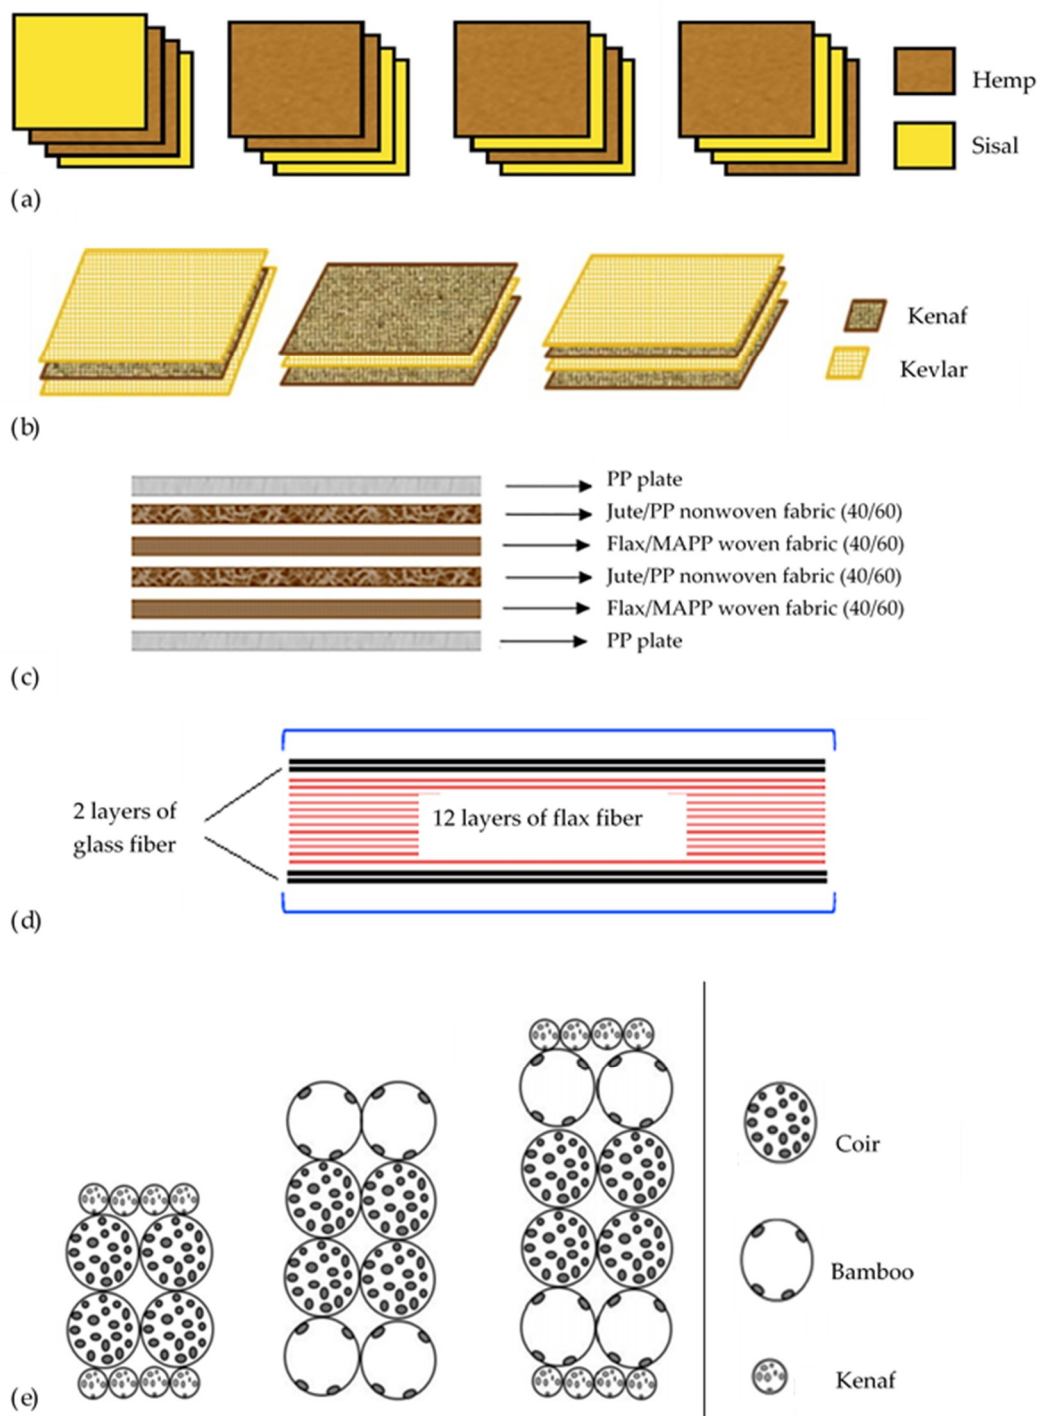 Hemp
Sisal
(a)
Kenaf
Kevlar
(b)
PP plate
Jute/PP nonwoven fabric (40/60)
Flax/MAPP woven fabric (40/60)
Jute/PP nonwoven fabric (40/60)
Flax/MAPP woven fabric (40/60)
PP plate
(c)
2 layers of
glass fiber
12 layers of flax fiber
(d)
Coir
Bamboo
Kenaf
(e)